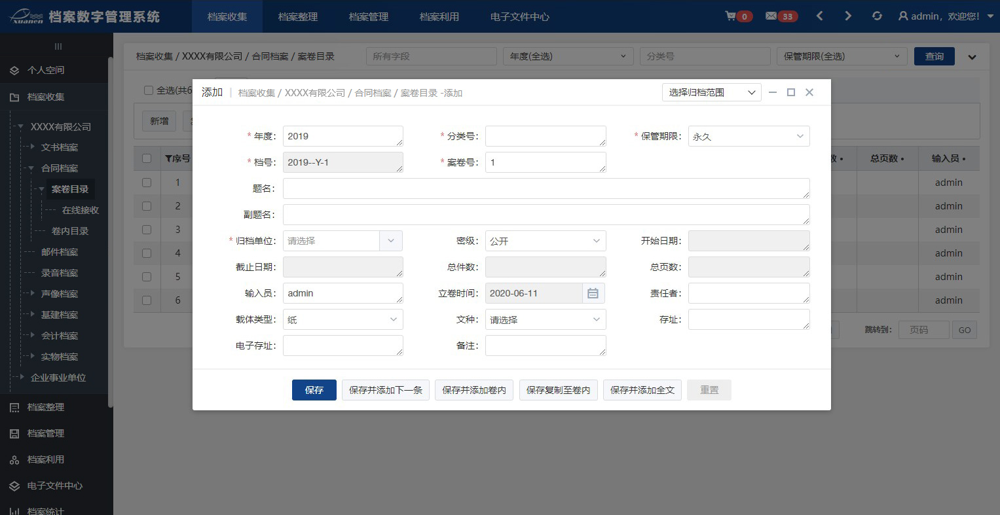 xuanen 档案数字管理系统 档案收集 档案整理 档案管理 档案利用 电子文件中心 0 33 admin，欢迎您！
个人空间
档案收集
XXXX有限公司
文书档案
合同档案
案卷目录
在线接收
卷内目录
邮件档案
录音档案
声像档案
基建档案
会计档案
实物档案
企业事业单位
档案整理
档案管理
档案利用
电子文件中心
档案统计
档案收集 / XXXX有限公司 / 合同档案 / 案卷目录 所有字段 年度(全选) 分类号 保管期限(全选) 查询
全选(共6
新增
序号 数 • 总页数 • 输入员 •
1 admin
2 admin
3 admin
4 admin
5 admin
6 admin
跳转到： 页码 GO
添加 | 档案收集 / XXXX有限公司 / 合同档案 / 案卷目录 -添加 选择归档范围
* 年度： 2019 * 分类号： * 保管期限： 永久
* 档号： 2019--Y-1 * 案卷号： 1
题名：
副题名：
* 归档单位： 请选择 密级： 公开 开始日期：
截止日期： 总件数： 总页数：
输入员： admin 立卷时间： 2020-06-11 责任者：
载体类型： 纸 文种： 请选择 存址：
电子存址： 备注：
保存 保存并添加下一条 保存并添加卷内 保存复制至卷内 保存并添加全文 重置